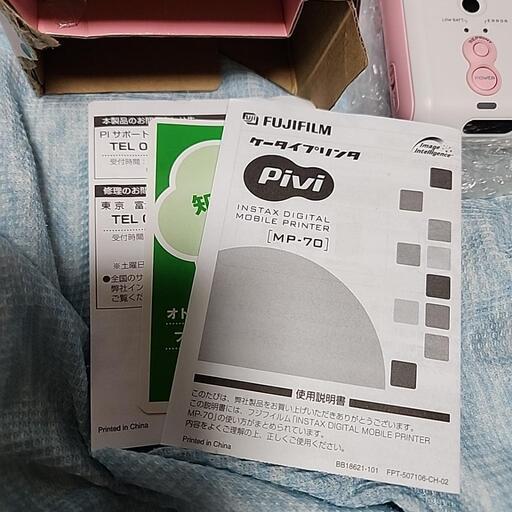 LOW BATT.
ERROR
REPRINT
POWER
本製品のお
PIサポート
TEL 0
受付時間:
修理のお問
東京 富
TEL 0
受付時間
※土曜日
●全国のサ
弊社イン
ご覧くだ
Printed in China
知
オト
FUJI FUJIFILM
ケータイプリンタ
Pivi
INSTAX DIGITAL
MOBILE PRINTER
[MP-70]
Image
Intelligence™
使用説明書
このたびは、弊社製品をお買い上げいただきありがとうございます。
この説明書には、フジフイルム「INSTAX DIGITAL MOBILE PRINTER
MP-70」の使い方がまとめられています。
内容をよくご理解の上、正しくご使用ください。
Printed in China
BB18621-101 FPT-507106-CH-02